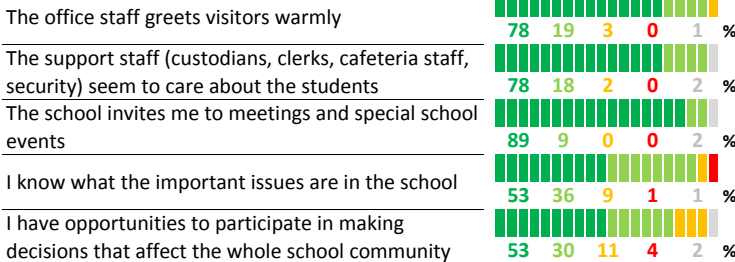 The office staff greets visitors warmly
78 19 3 0 1 %
The support staff (custodians, clerks, cafeteria staff,
security) seem to care about the students
78 18 2 0 2 %
The school invites me to meetings and special school
events
89 9 0 0 2 %
I know what the important issues are in the school
53 36 9 1 1 %
I have opportunities to participate in making
decisions that affect the whole school community
53 30 11 4 2 %